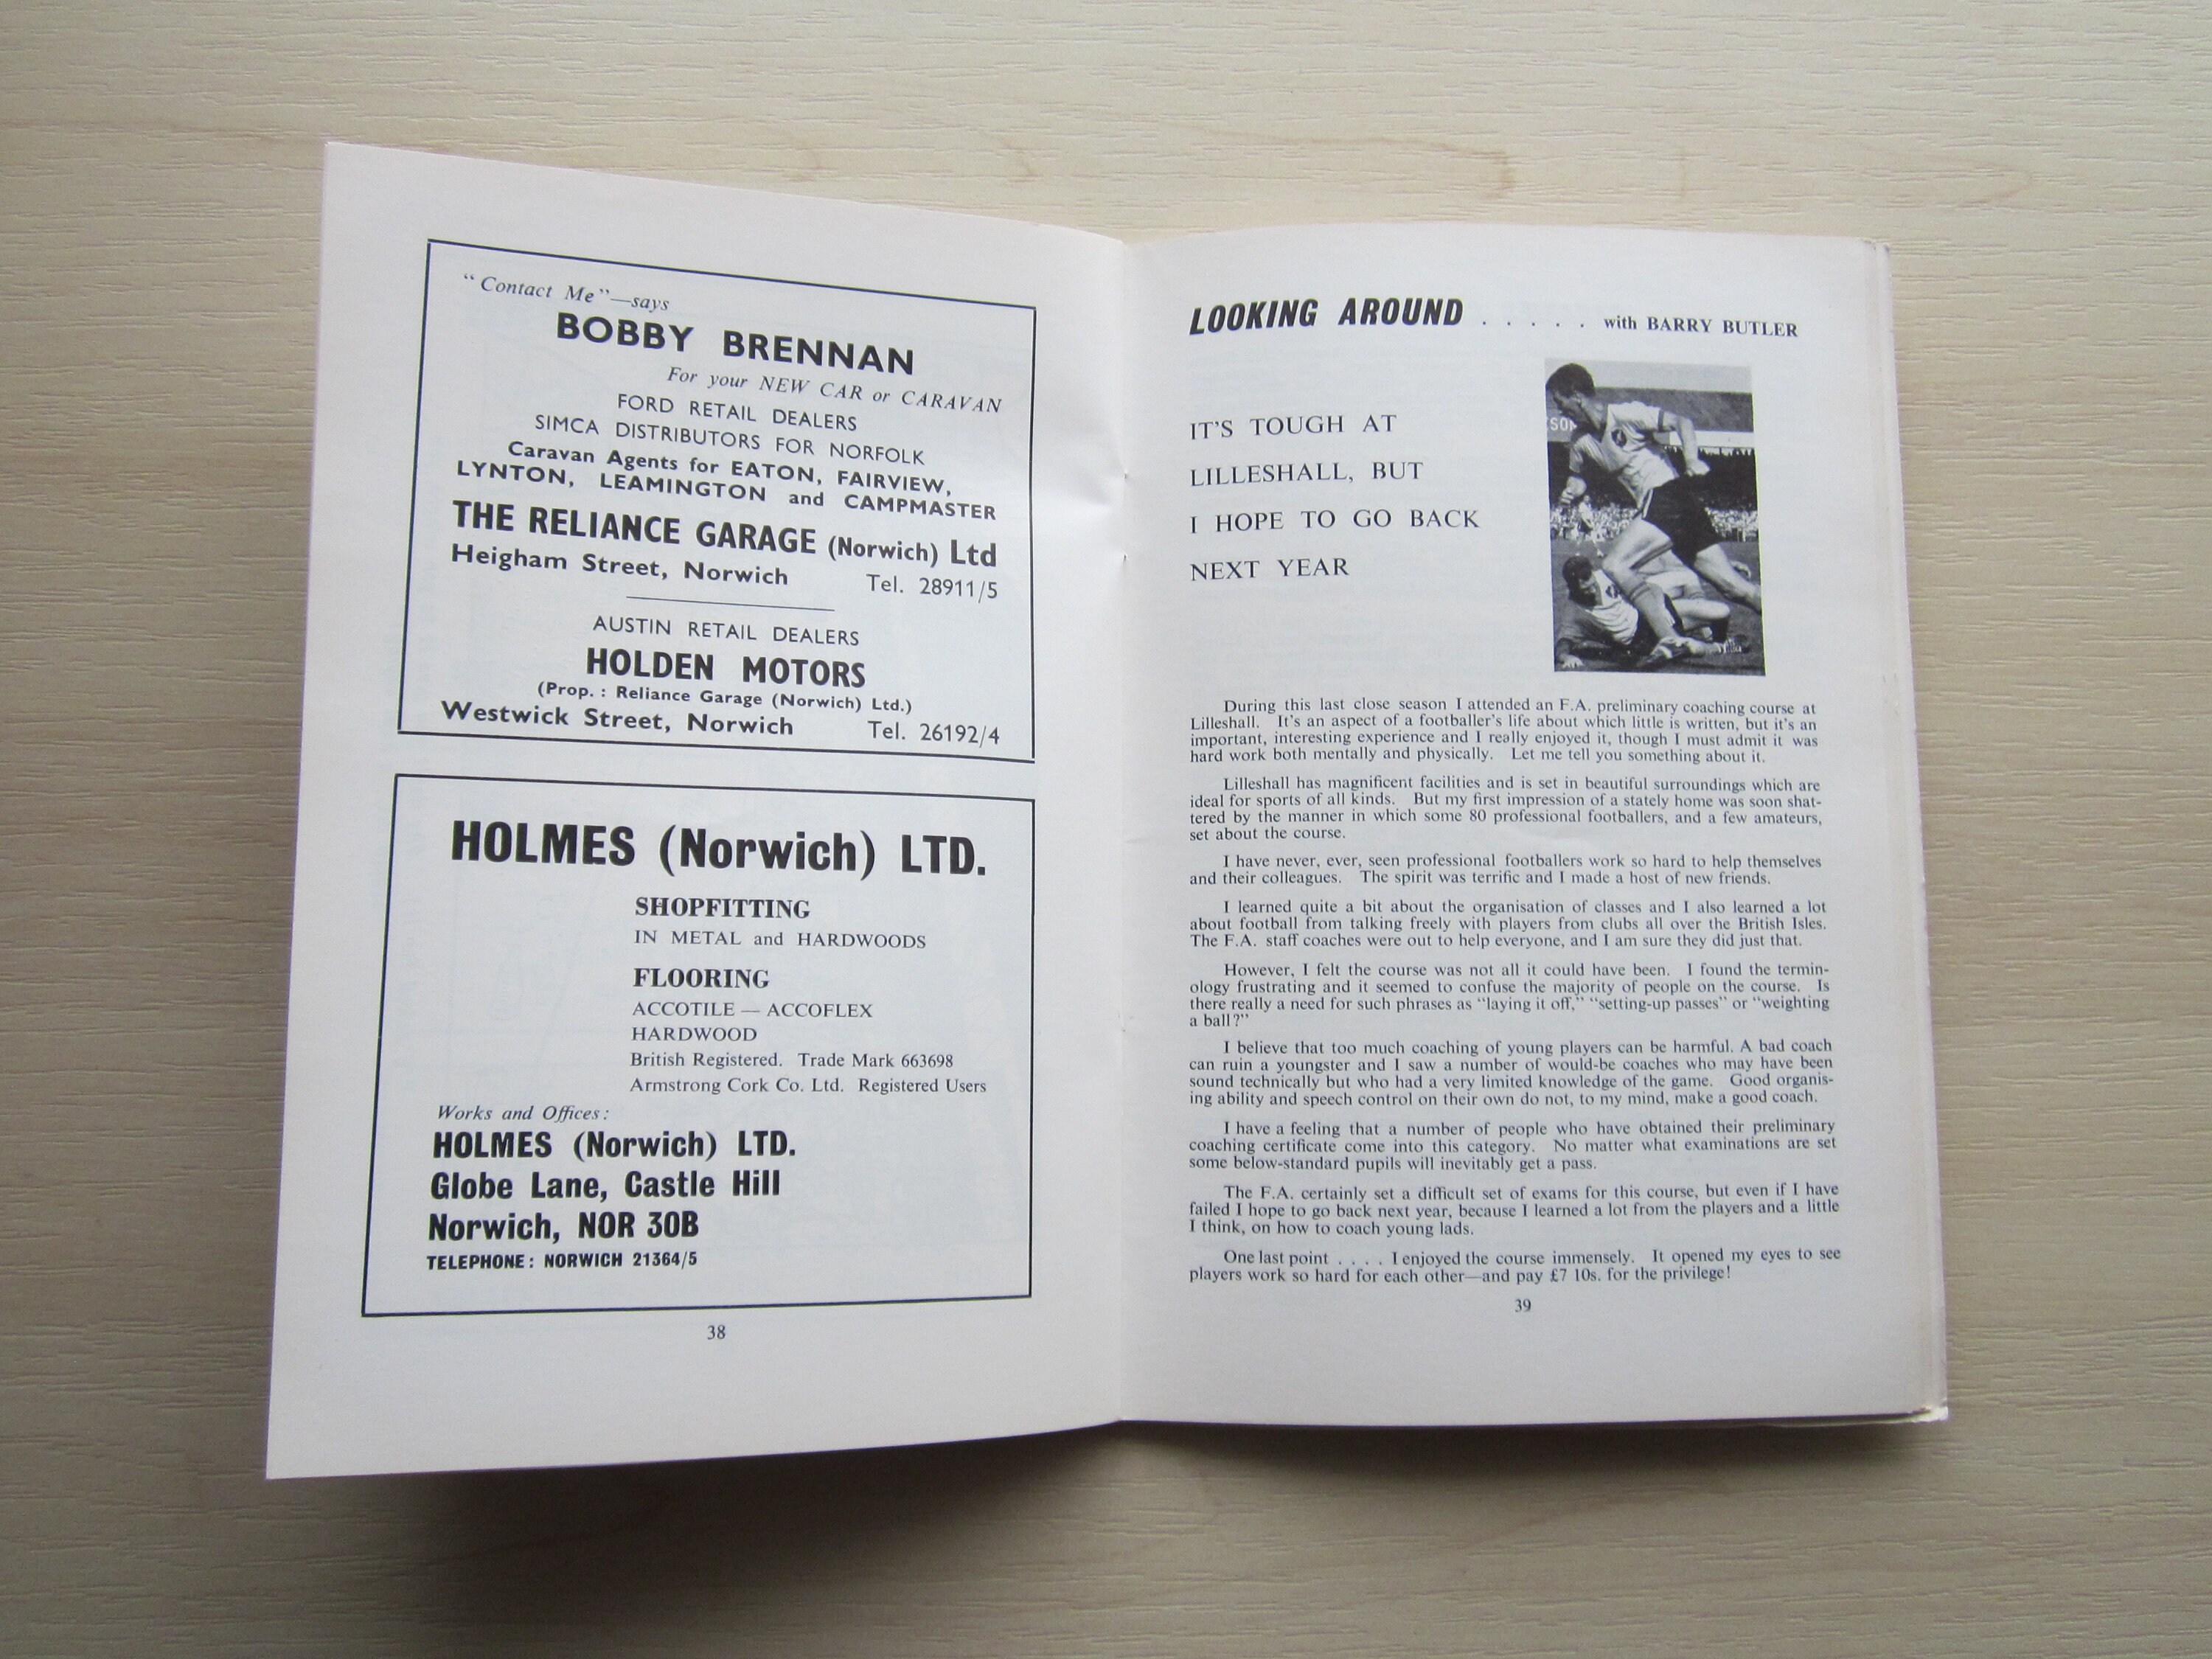 “Contact Me”—says
BOBBY BRENNAN
For your NEW CAR or CARAVAN
FORD RETAIL DEALERS
SIMCA DISTRIBUTORS FOR NORFOLK
Caravan Agents for EATON, FAIRVIEW,
LYNTON, LEAMINGTON and CAMPMASTER
THE RELIANCE GARAGE (Norwich) Ltd
Heigham Street, Norwich Tel. 28911/5
AUSTIN RETAIL DEALERS
HOLDEN MOTORS
(Prop. : Reliance Garage (Norwich) Ltd.)
Westwick Street, Norwich Tel. 26192/4
HOLMES (Norwich) LTD.
SHOPFITTING
IN METAL and HARDWOODS
FLOORING
ACCOTILE — ACCOFLEX
HARDWOOD
British Registered. Trade Mark 663698
Armstrong Cork Co. Ltd. Registered Users
Works and Offices:
HOLMES (Norwich) LTD.
Globe Lane, Castle Hill
Norwich, NOR 30B
TELEPHONE: NORWICH 21364/5
38
LOOKING AROUND . . . . . with BARRY BUTLER
IT'S TOUGH AT
LILLESHALL, BUT
I HOPE TO GO BACK
NEXT YEAR
During this last close season I attended an F.A. preliminary coaching course at
Lilleshall. It's an aspect of a footballer's life about which little is written, but it's an
important, interesting experience and I really enjoyed it, though I must admit it was
hard work both mentally and physically. Let me tell you something about it.
Lilleshall has magnificent facilities and is set in beautiful surroundings which are
ideal for sports of all kinds. But my first impression of a stately home was soon shat-
tered by the manner in which some 80 professional footballers, and a few amateurs,
set about the course.
I have never, ever, seen professional footballers work so hard to help themselves
and their colleagues. The spirit was terrific and I made a host of new friends.
I learned quite a bit about the organisation of classes and I also learned a lot
about football from talking freely with players from clubs all over the British Isles.
The F.A. staff coaches were out to help everyone, and I am sure they did just that.
However, I felt the course was not all it could have been. I found the termin-
ology frustrating and it seemed to confuse the majority of people on the course. Is
there really a need for such phrases as “laying it off,” “setting-up passes” or “weighting
a ball?”
I believe that too much coaching of young players can be harmful. A bad coach
can ruin a youngster and I saw a number of would-be coaches who may have been
sound technically but who had a very limited knowledge of the game. Good organis-
ing ability and speech control on their own do not, to my mind, make a good coach.
I have a feeling that a number of people who have obtained their preliminary
coaching certificate come into this category. No matter what examinations are set
some below-standard pupils will inevitably get a pass.
The F.A. certainly set a difficult set of exams for this course, but even if I have
failed I hope to go back next year, because I learned a lot from the players and a little
I think, on how to coach young lads.
One last point . . . . I enjoyed the course immensely. It opened my eyes to see
players work so hard for each other—and pay £7 10s. for the privilege!
39